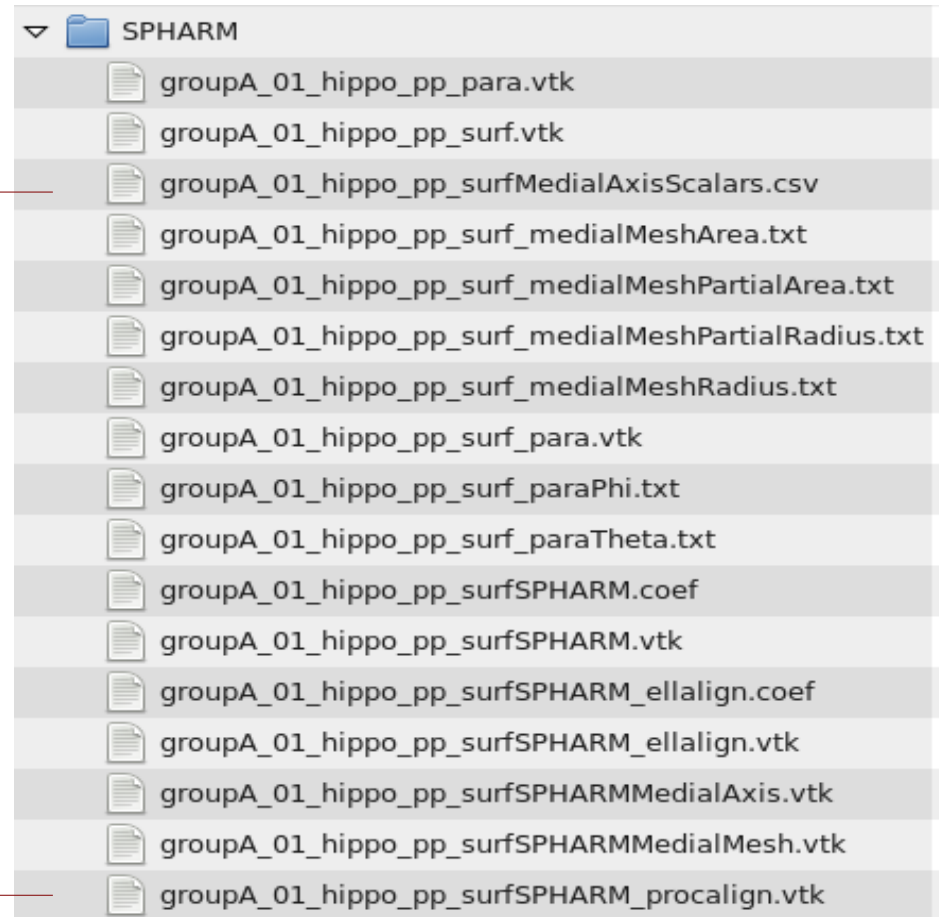 SPHARM
groupA_01_hippo_pp_para.vtk
groupA_01_hippo_pp_surf.vtk
groupA_01_hippo_pp_surfMedialAxisScalars.csv
groupA_01_hippo_pp_surf_medialMeshArea.txt
groupA_01_hippo_pp_surf_medialMeshPartialArea.txt
groupA_01_hippo_pp_surf_medialMeshPartialRadius.txt
groupA_01_hippo_pp_surf_medialMeshRadius.txt
groupA_01_hippo_pp_surf_para.vtk
groupA_01_hippo_pp_surf_paraPhi.txt
groupA_01_hippo_pp_surf_paraTheta.txt
groupA_01_hippo_pp_surfSPHARM.coef
groupA_01_hippo_pp_surfSPHARM.vtk
groupA_01_hippo_pp_surfSPHARM_ellalign.coef
groupA_01_hippo_pp_surfSPHARM_ellalign.vtk
groupA_01_hippo_pp_surfSPHARMMedialAxis.vtk
groupA_01_hippo_pp_surfSPHARMMedialMesh.vtk
groupA_01_hippo_pp_surfSPHARM_procalign.vtk